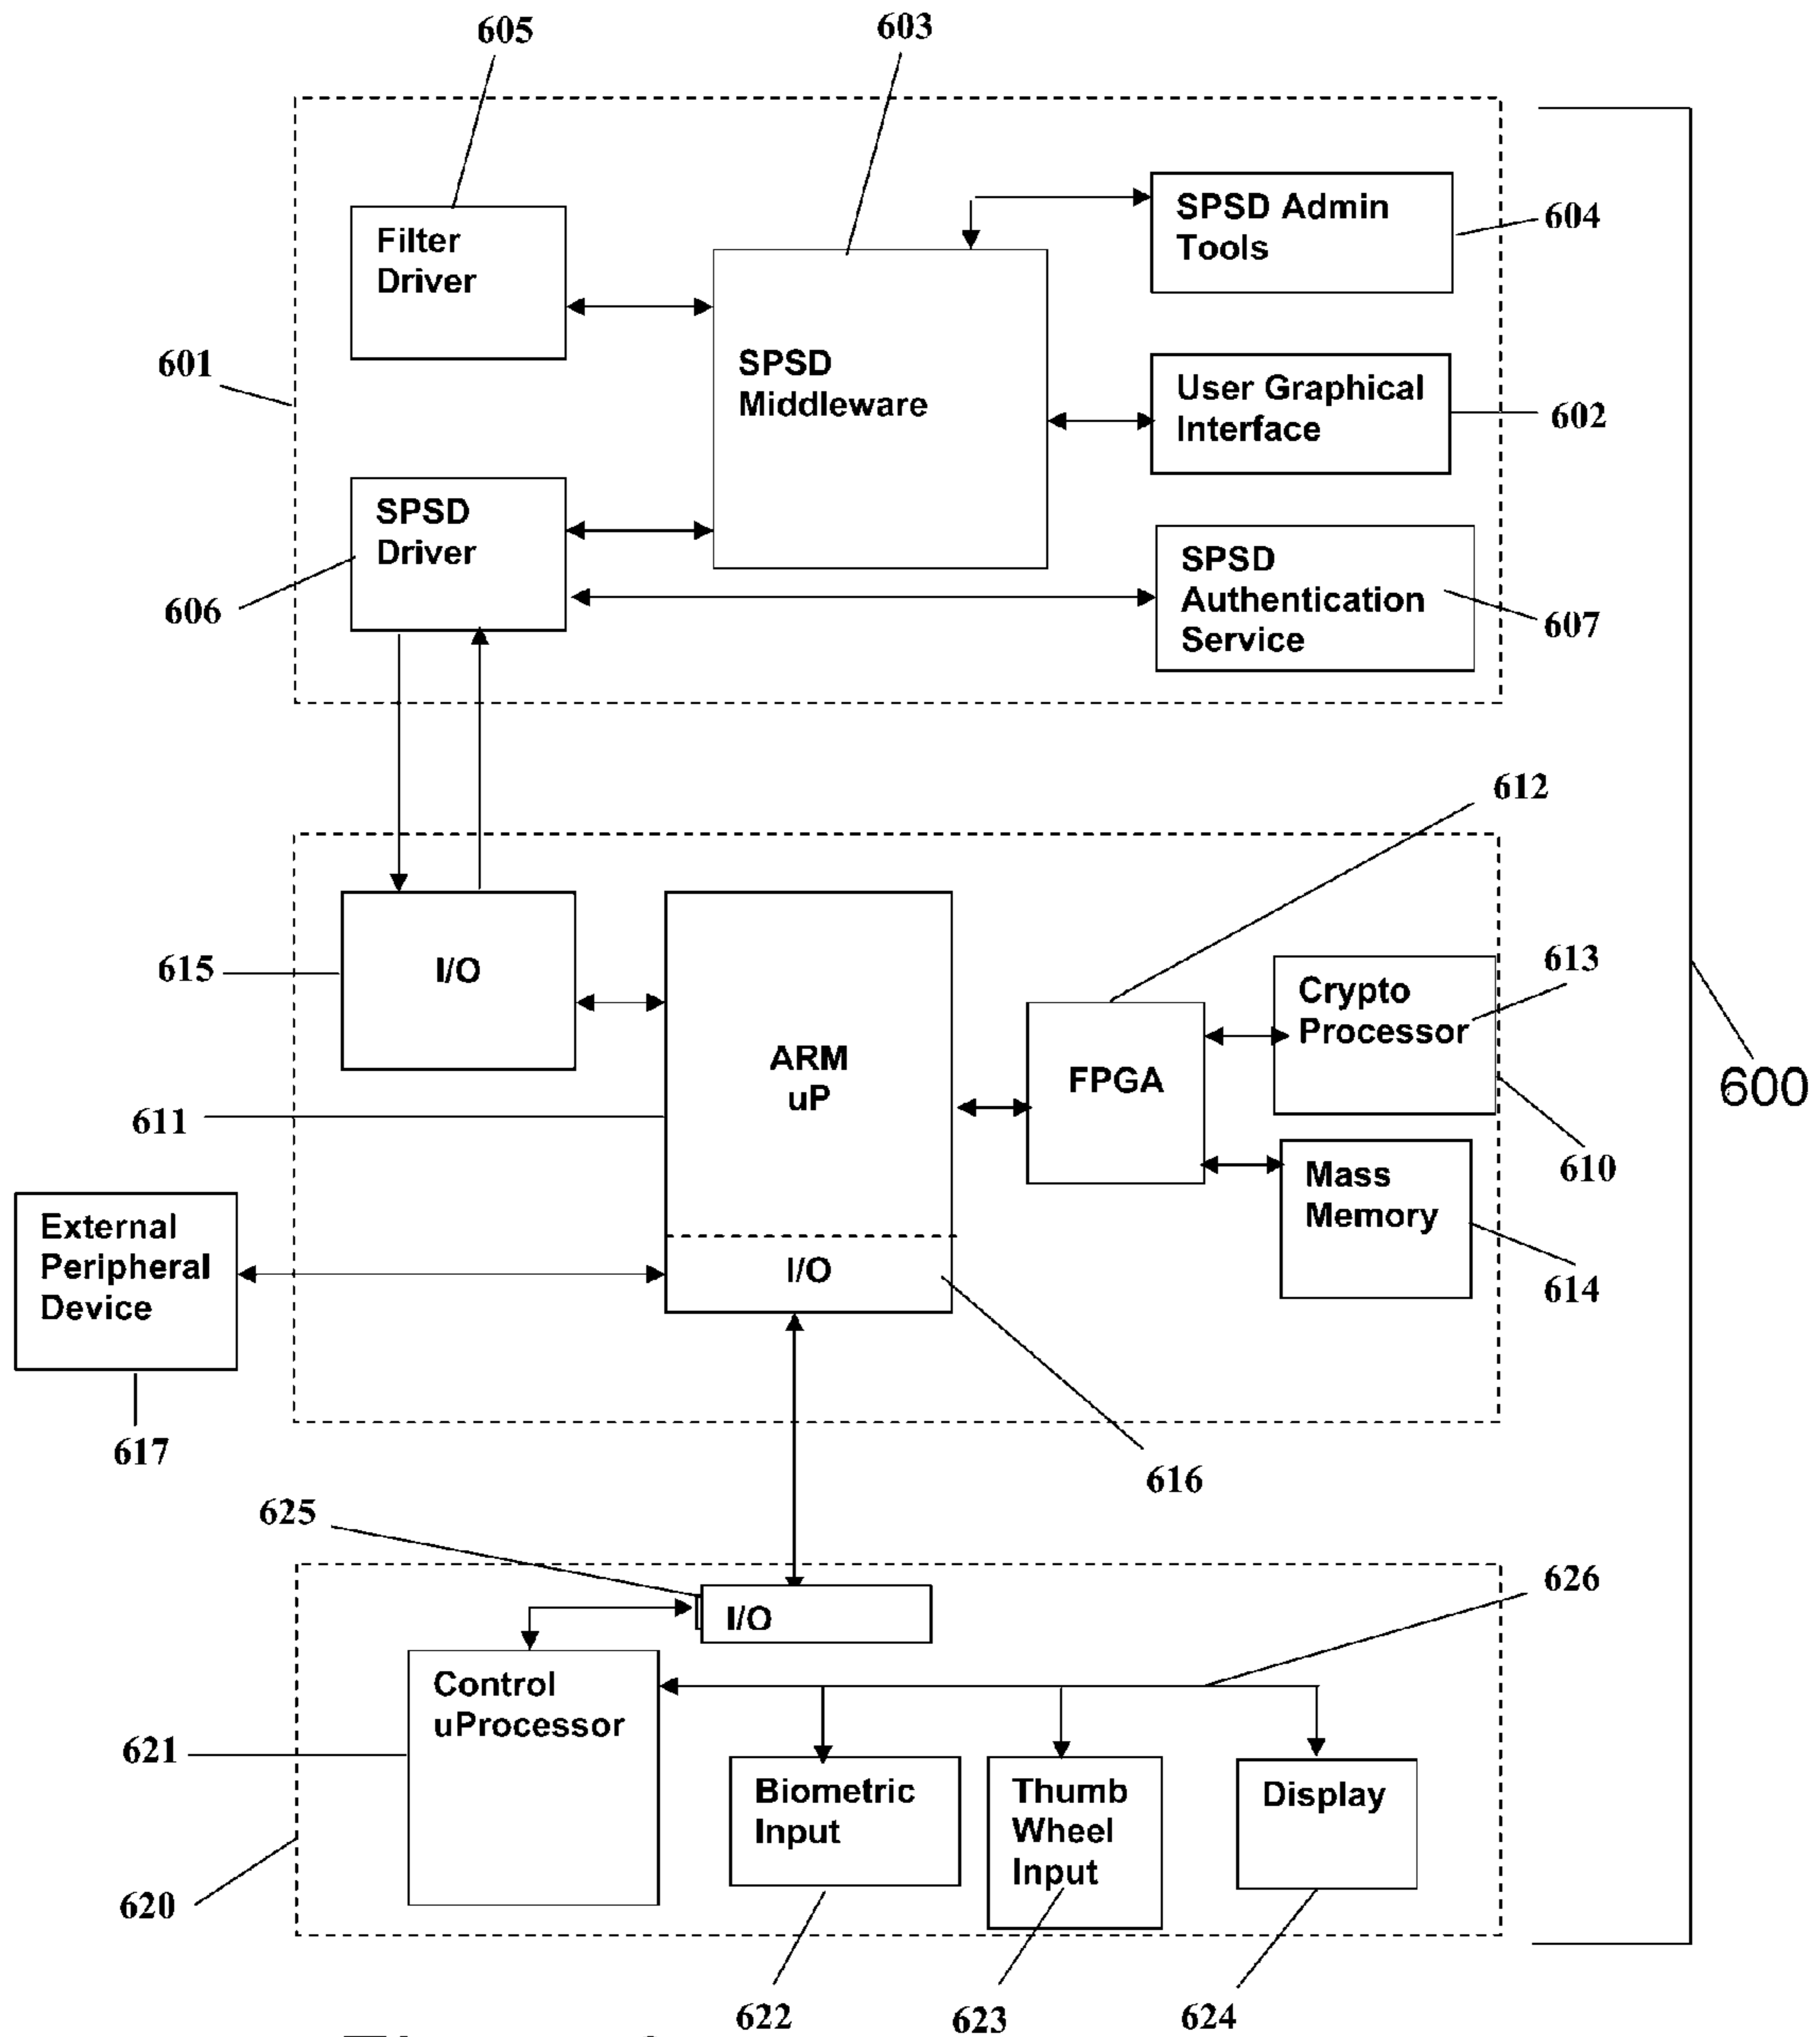 605
603
Filter
Driver
SPSD Admin
Tools
604
601
SPSD
Middleware
User Graphical
Interface
602
SPSD
Driver
606
SPSD
Authentication
Service
607
612
615
I/O
ARM
uP
FPGA
Crypto
Processor
613
600
611
610
Mass
Memory
614
External
Peripheral
Device
I/O
617
616
625
I/O
626
Control
uProcessor
621
Biometric
Input
Thumb
Wheel
Input
Display
620
622
623
624